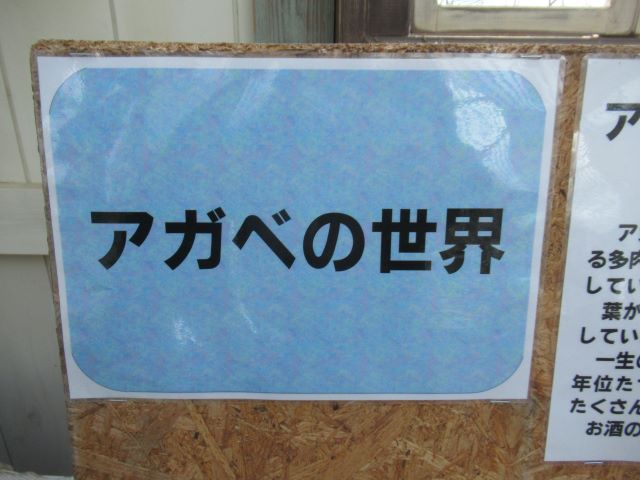 アガベの世界
ア
ア
る多肉
してい
葉が
してい
一生の
年位た
たくさん
お酒の